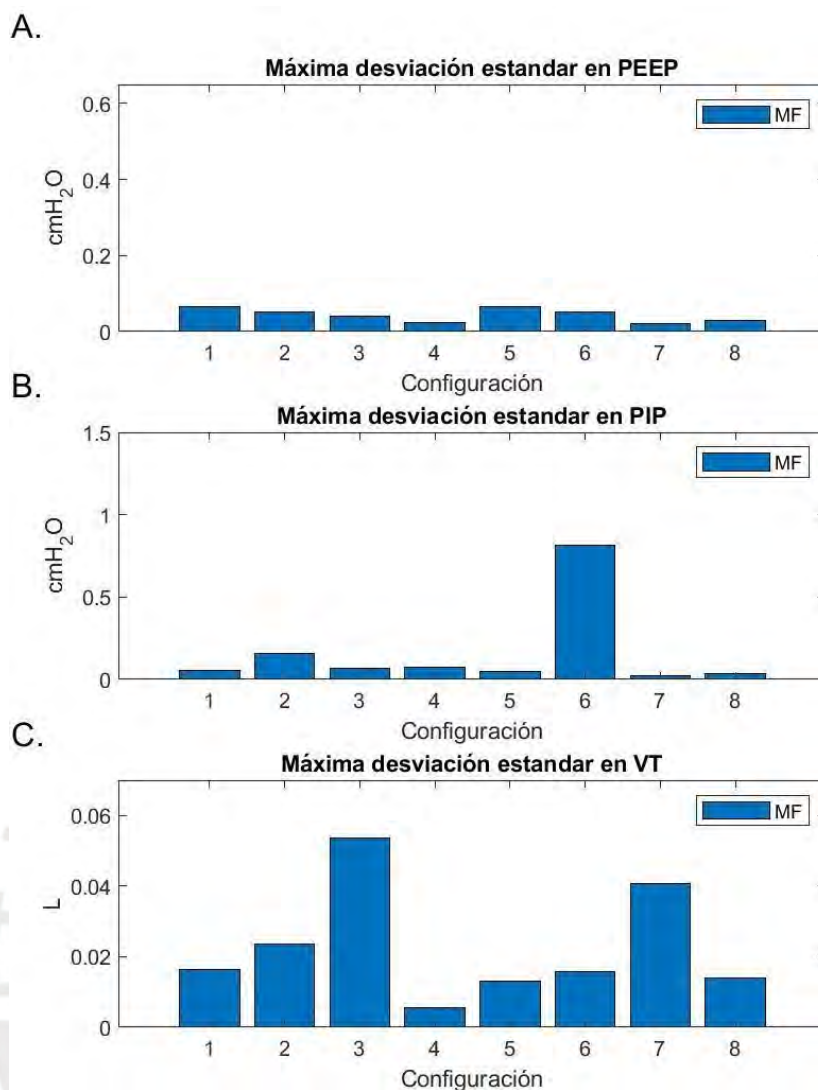 A.
Máxima desviación estandar en PEEP
MF
0.6
0.4
0.2
0
cmH₂O
1 2 3 4 5 6 7 8
Configuración
B.
Máxima desviación estandar en PIP
MF
1.5
1
0.5
0
cmH₂O
1 2 3 4 5 6 7 8
Configuración
C.
Máxima desviación estandar en VT
MF
0.06
0.04
0.02
0
L
1 2 3 4 5 6 7 8
Configuración